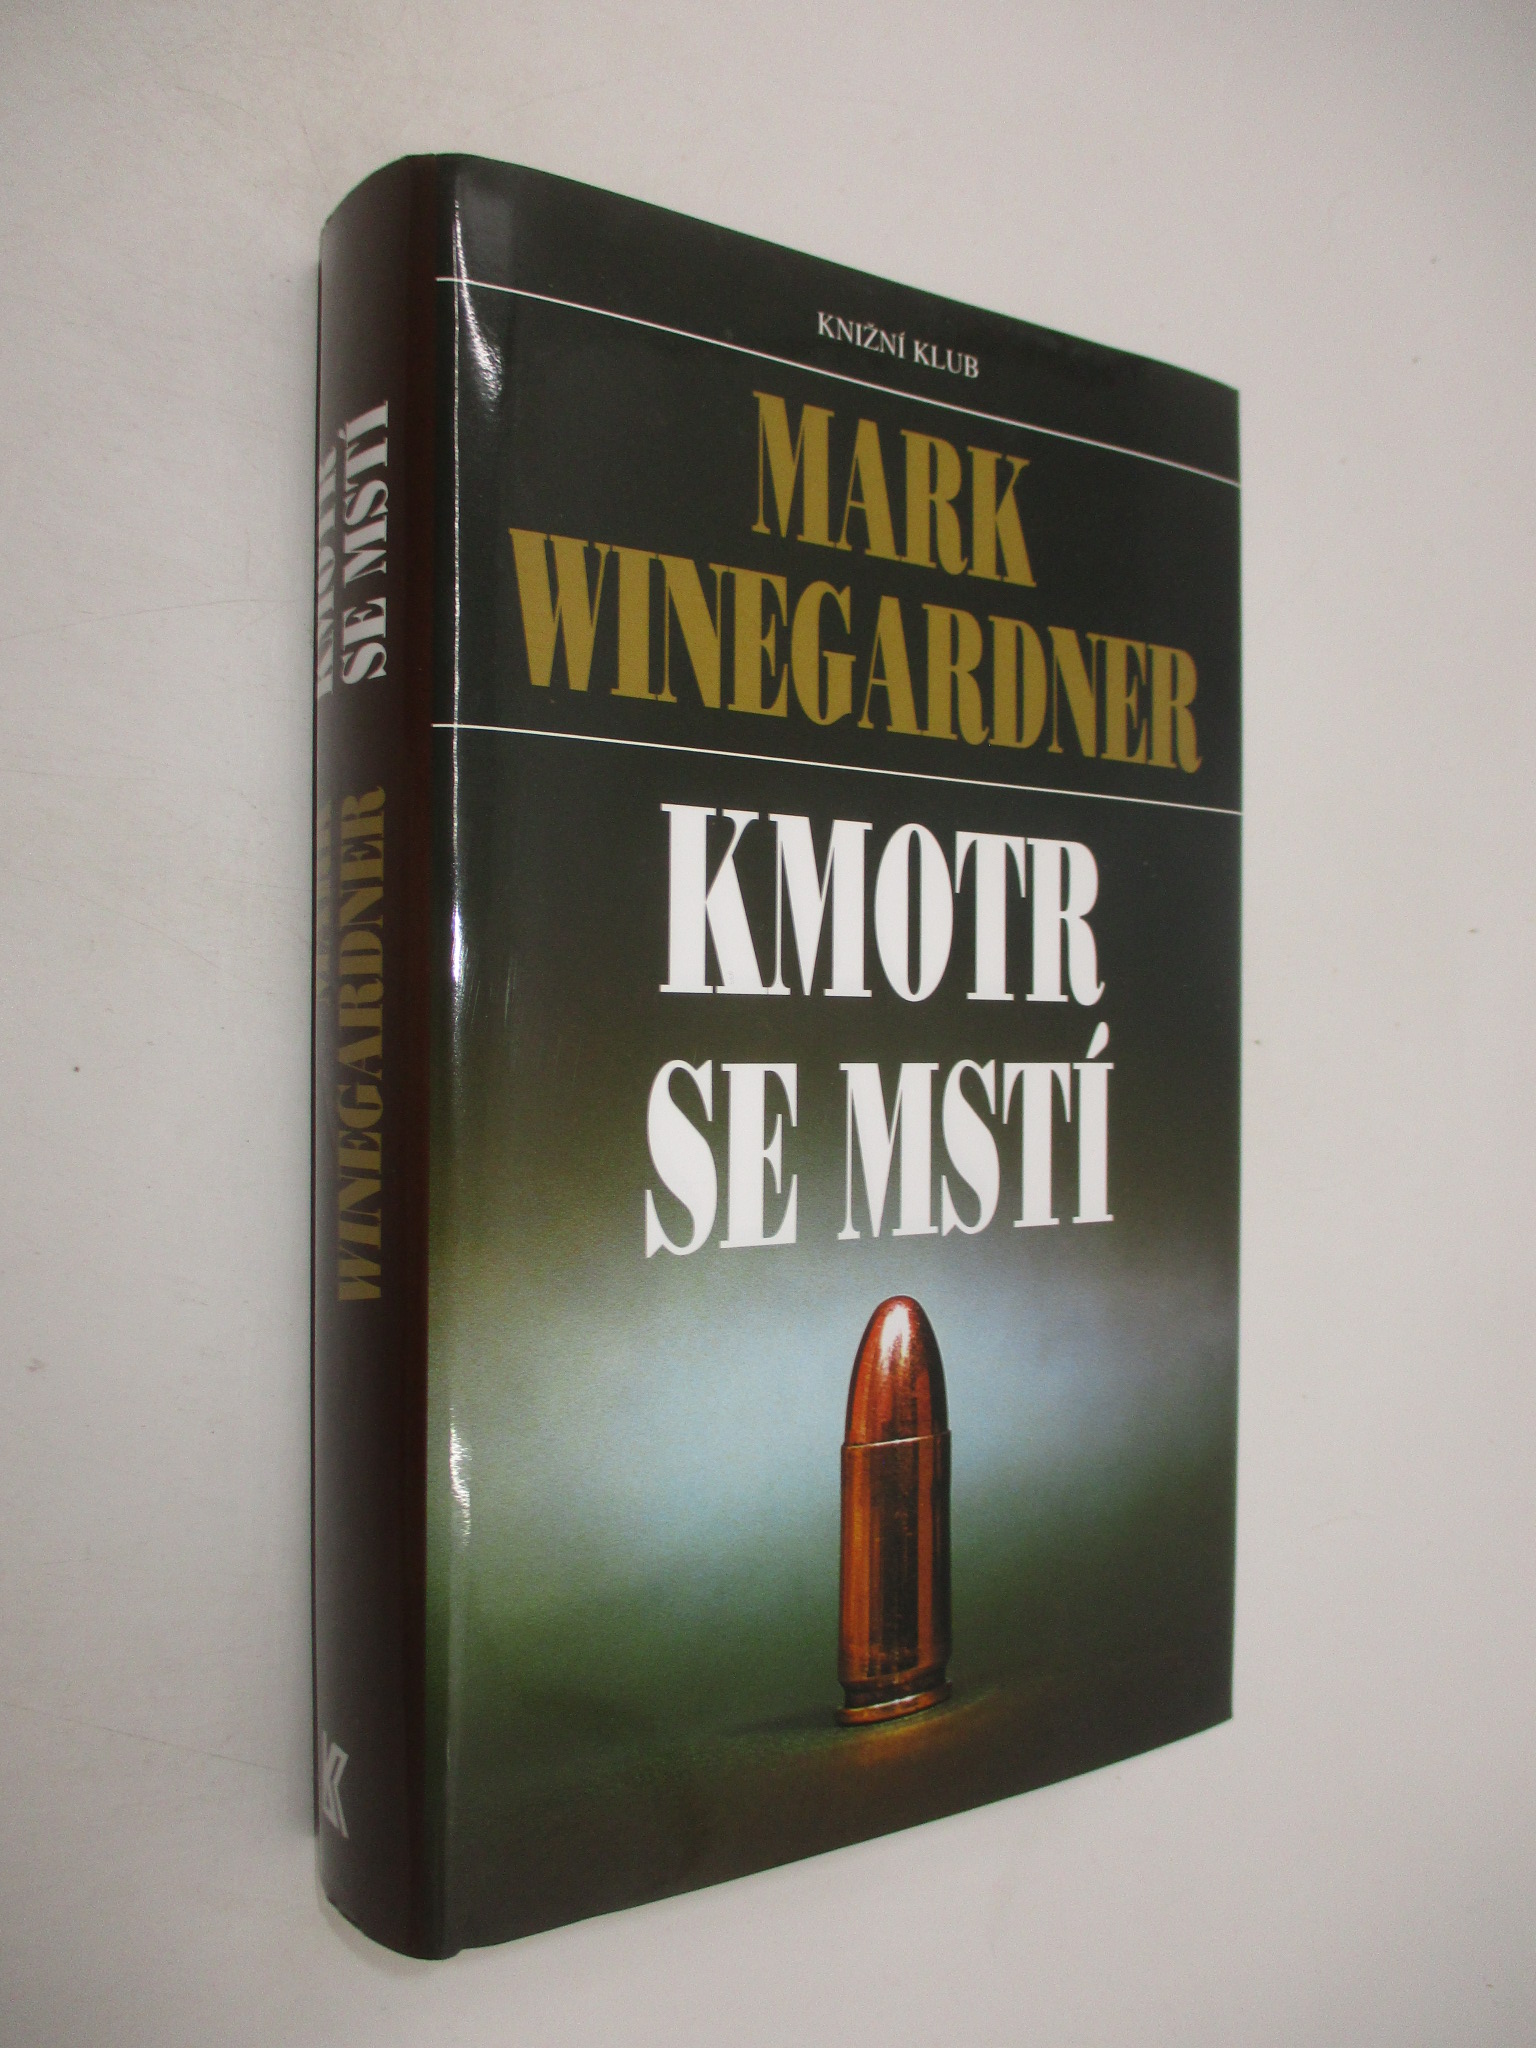 KNIŽNÍ KLUB
MARK
WINEGARDNER
KMOTR
SE MSTÍ
KMOTR
SE MSTÍ
MARK
WINEGARDNER